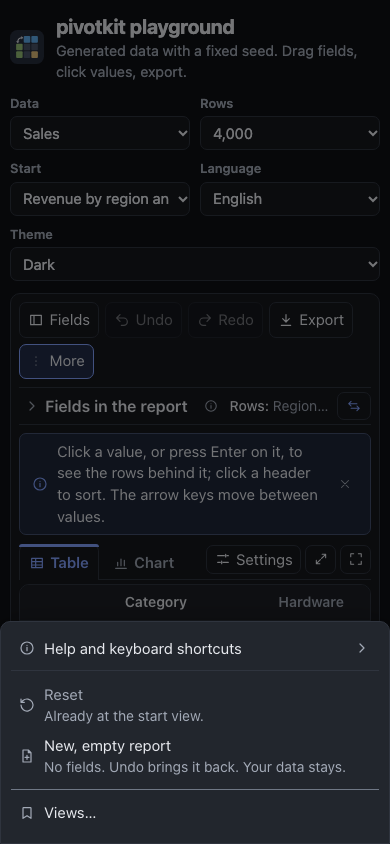 pivotkit playground
Generated data with a fixed seed. Drag fields,
click values, export.
Data
Rows
Sales
4,000
Start
Language
Revenue by region an
English
Theme
Dark
Fields
Undo
Redo
Export
More
Fields in the report
Rows: Region...
Click a value, or press Enter on it, to
see the rows behind it; click a header
to sort. The arrow keys move between
values.
Table
Chart
Settings
Category
Hardware
Help and keyboard shortcuts
Reset
Already at the start view.
New, empty report
No fields. Undo brings it back. Your data stays.
Views...